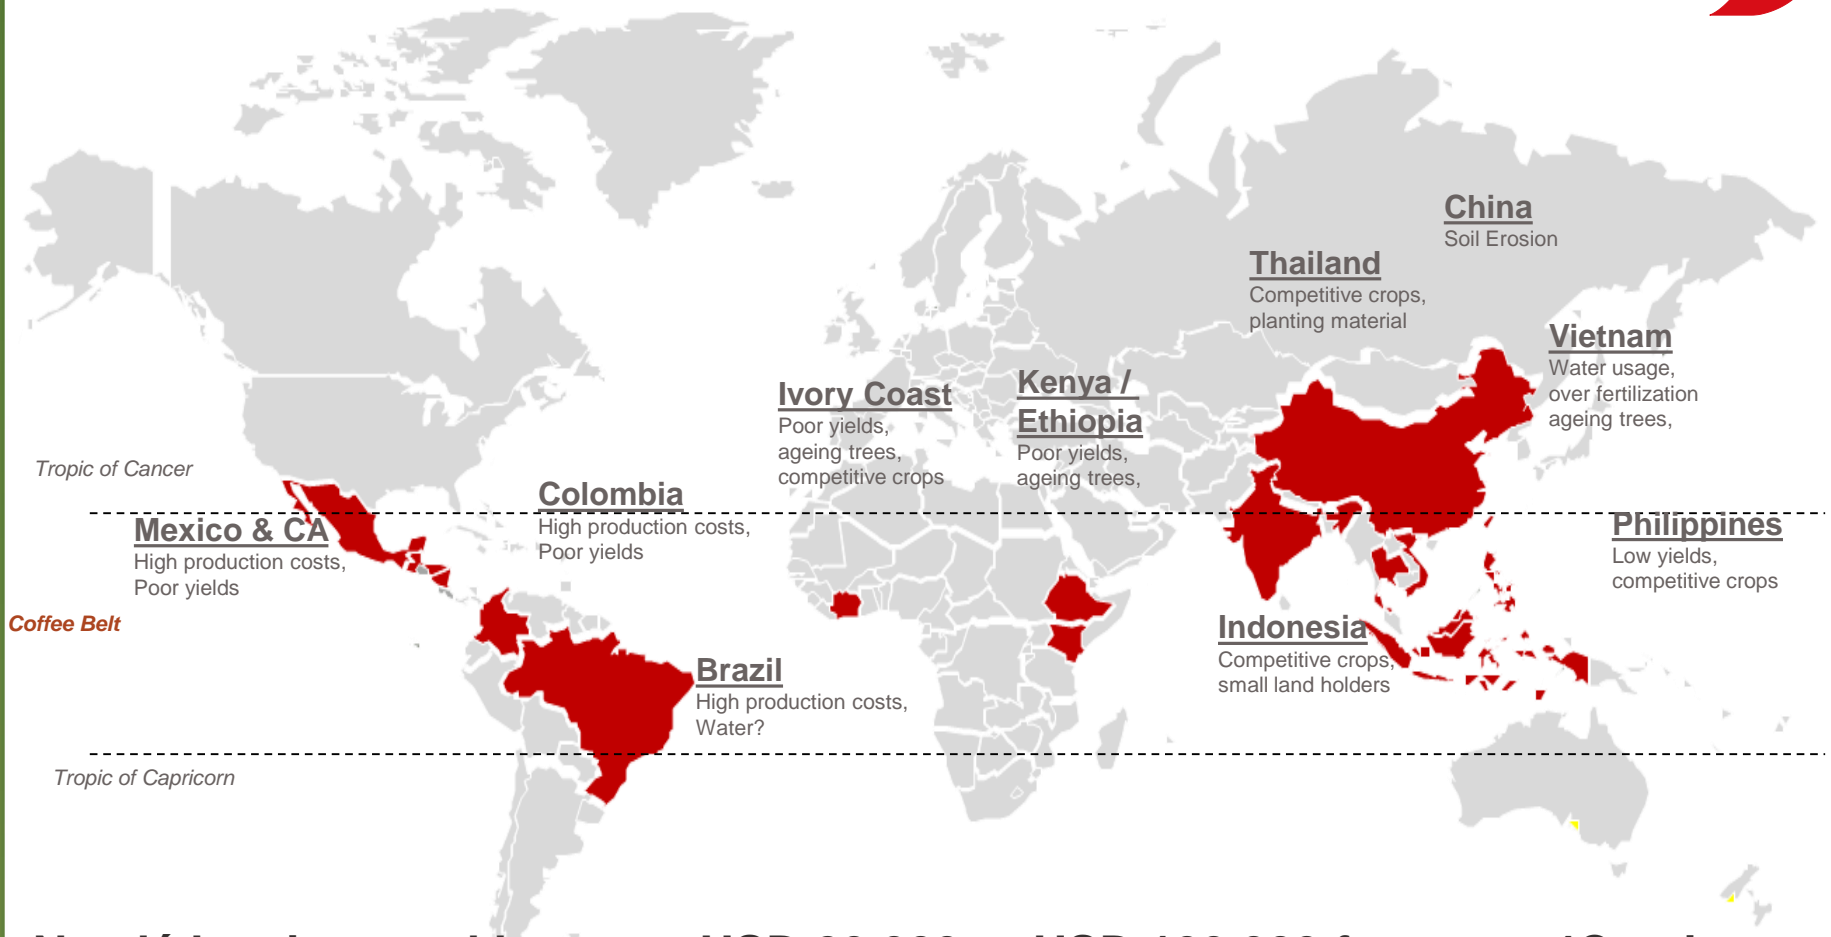 China
Soil Erosion
Thailand
Competitive crops,
planting material
Vietnam
Water usage,
over fertilization
ageing trees,
Ivory Coast
Poor yields,
ageing trees,
competitive crops
Kenya /
Ethiopia
Poor yields,
ageing trees,
Tropic of Cancer
Colombia
High production costs,
Poor yields
Mexico & CA
High production costs,
Poor yields
Philippines
Low yields,
competitive crops
Coffee Belt
Indonesia
Competitive crops,
small land holders
Brazil
High production costs,
Water?
Tropic of Capricorn